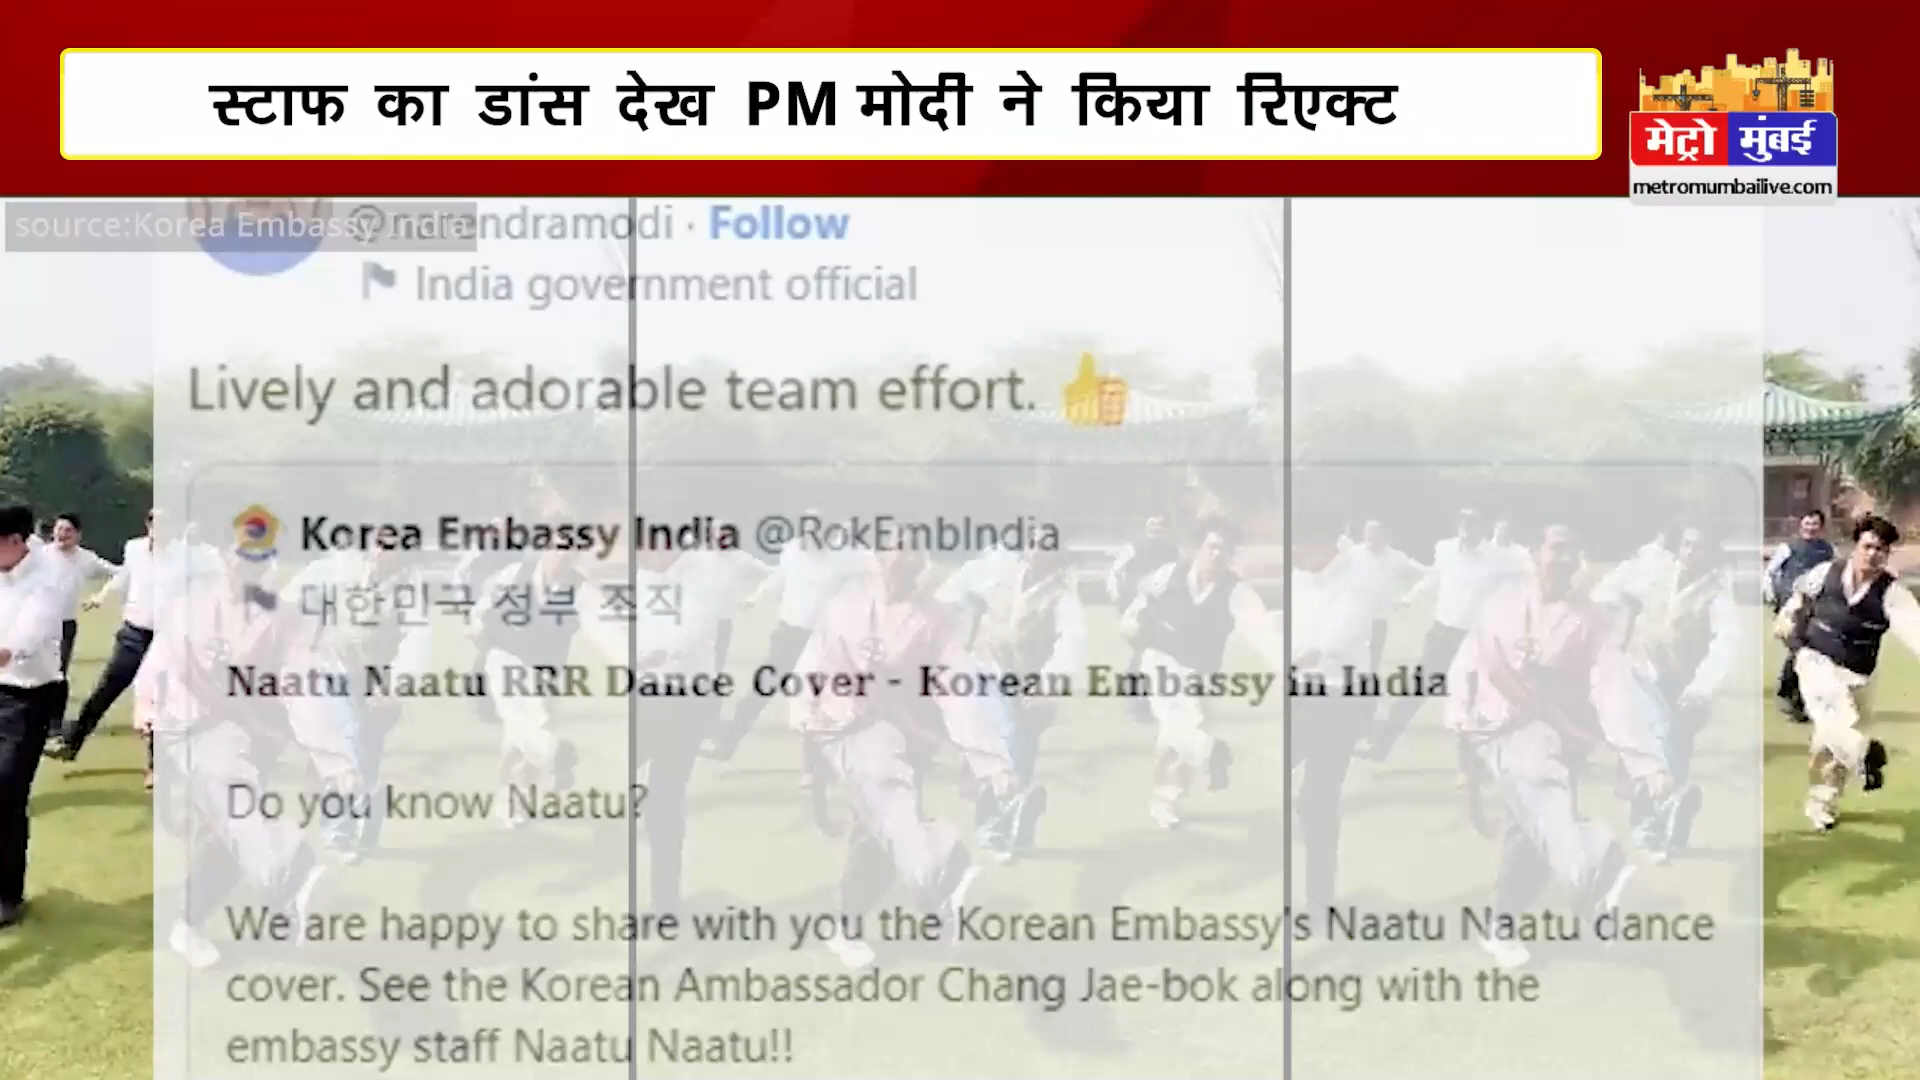 स्टाफ का डांस देख PM मोदी ने किया रिएक्ट
मेट्रो मुंबई
metromumbailive.com
source:Korea Embassy India
@narendramodi · Follow
India government official
Lively and adorable team effort. 👍
Korea Embassy India @RokEmbIndia
대한민국 정부 조직
Naatu Naatu RRR Dance Cover - Korean Embassy in India
Do you know Naatu?
We are happy to share with you the Korean Embassy's Naatu Naatu dance
cover. See the Korean Ambassador Chang Jae-bok along with the
embassy staff Naatu Naatu!!